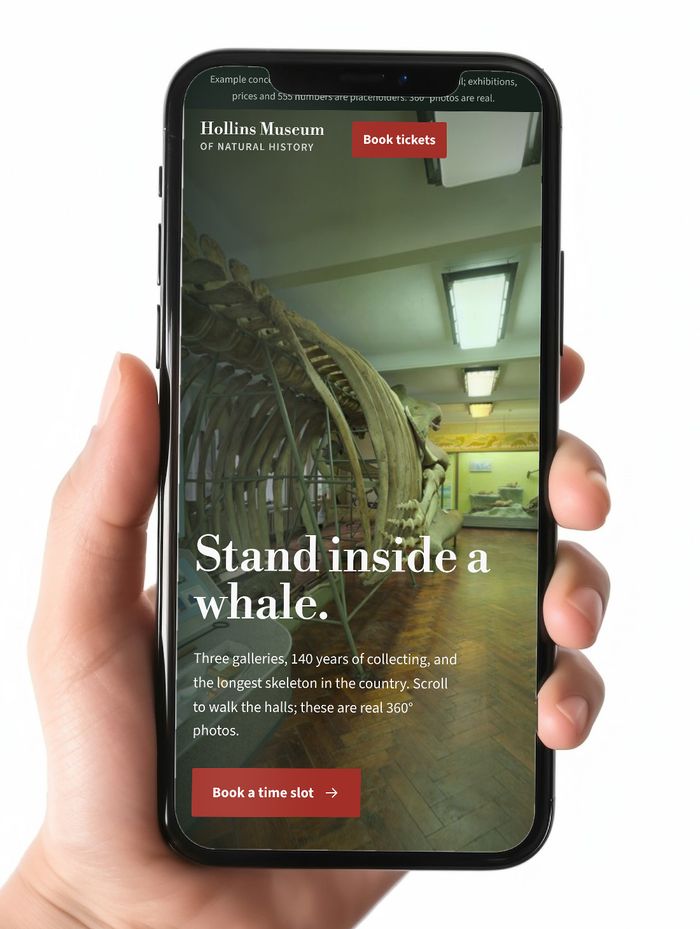 Example conce l; exhibitions,
prices and 555 numbers are placeholders. 360° photos are real.
Hollins Museum
OF NATURAL HISTORY
Book tickets
Stand inside a
whale.
Three galleries, 140 years of collecting, and
the longest skeleton in the country. Scroll
to walk the halls; these are real 360°
photos.
Book a time slot →